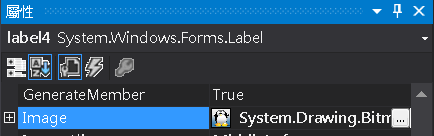 屬性
label4 System.Windows.Forms.Label
GenerateMember True
Image System.Drawing.Bitm ...